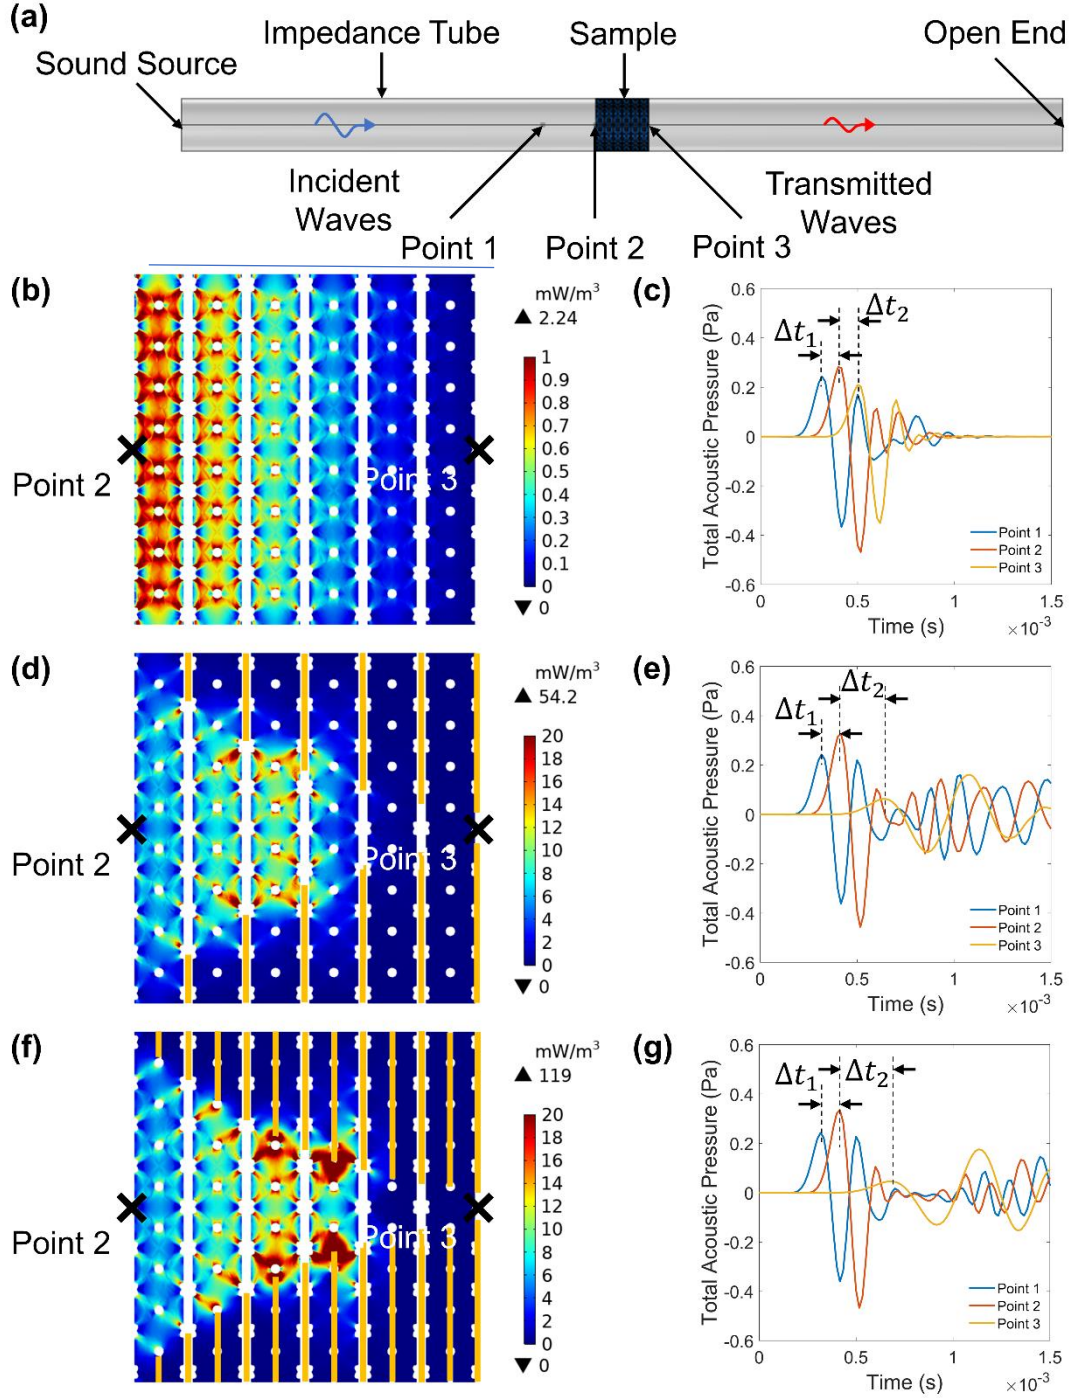 (a)
Impedance Tube
Sample
Open End
Sound Source
Incident
Waves
Transmitted
Waves
Point 1
Point 2
Point 3
(b)
mW/m³
▲ 2.24
1
0.9
0.8
0.7
0.6
0.5
0.4
0.3
0.2
0.1
0
▼ 0
Point 2
Point 3
(c)
Total Acoustic Pressure (Pa)
0.6
0.4
0.2
0
-0.2
-0.4
-0.6
Δt₁
Δt₂
Point 1
Point 2
Point 3
0
0.5
1
1.5
Time (s)
×10⁻³
(d)
mW/m³
▲ 54.2
20
18
16
14
12
10
8
6
4
2
0
▼ 0
Point 2
Point 3
(e)
Total Acoustic Pressure (Pa)
0.6
0.4
0.2
0
-0.2
-0.4
-0.6
Δt₁
Δt₂
Point 1
Point 2
Point 3
0
0.5
1
1.5
Time (s)
×10⁻³
(f)
mW/m³
▲ 119
20
18
16
14
12
10
8
6
4
2
0
▼ 0
Point 2
Point 3
(g)
Total Acoustic Pressure (Pa)
0.6
0.4
0.2
0
-0.2
-0.4
-0.6
Δt₁
Δt₂
Point 1
Point 2
Point 3
0
0.5
1
1.5
Time (s)
×10⁻³